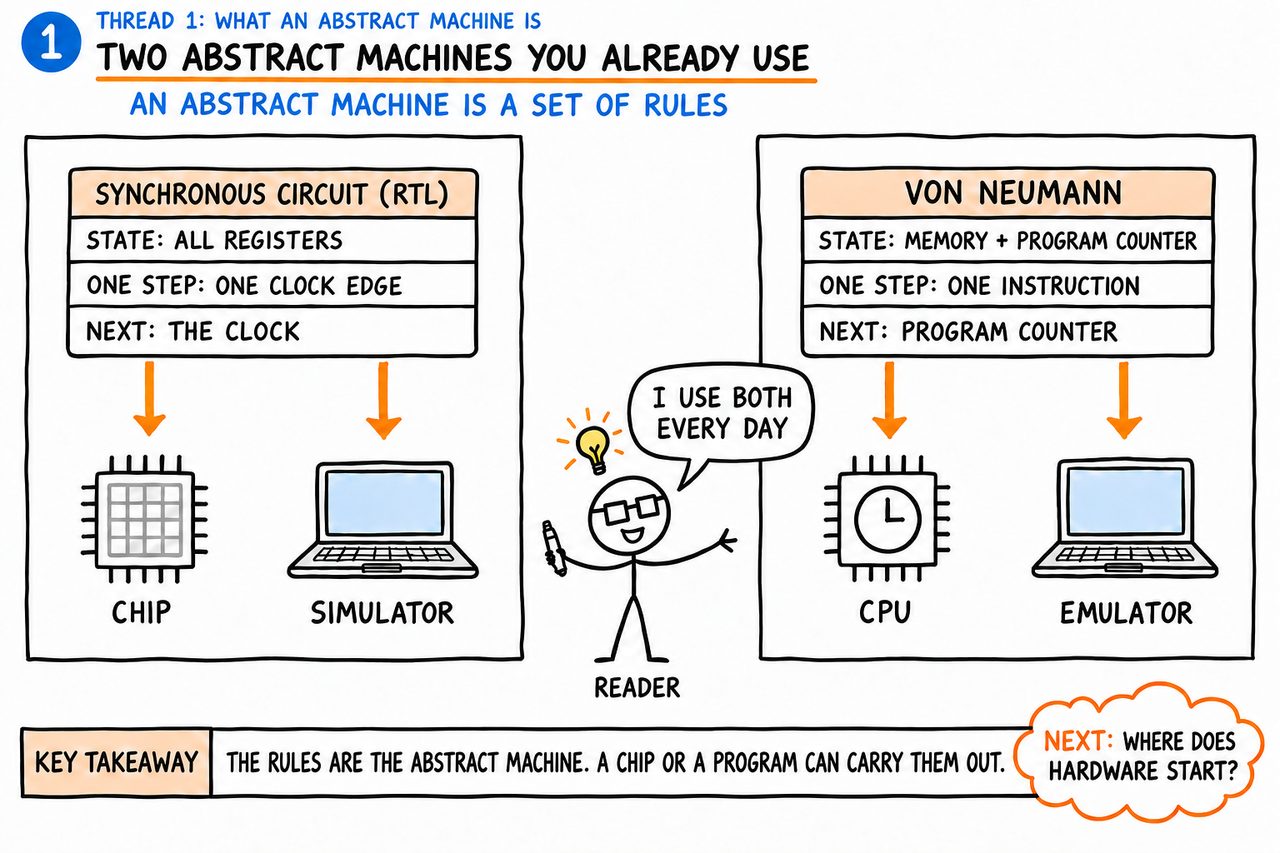 1
THREAD 1: WHAT AN ABSTRACT MACHINE IS
TWO ABSTRACT MACHINES YOU ALREADY USE
AN ABSTRACT MACHINE IS A SET OF RULES
SYNCHRONOUS CIRCUIT (RTL)
STATE: ALL REGISTERS
ONE STEP: ONE CLOCK EDGE
NEXT: THE CLOCK
CHIP
SIMULATOR
I USE BOTH
EVERY DAY
READER
VON NEUMANN
STATE: MEMORY + PROGRAM COUNTER
ONE STEP: ONE INSTRUCTION
NEXT: PROGRAM COUNTER
CPU
EMULATOR
KEY TAKEAWAY
THE RULES ARE THE ABSTRACT MACHINE. A CHIP OR A PROGRAM CAN CARRY THEM OUT.
NEXT: WHERE DOES
HARDWARE START?